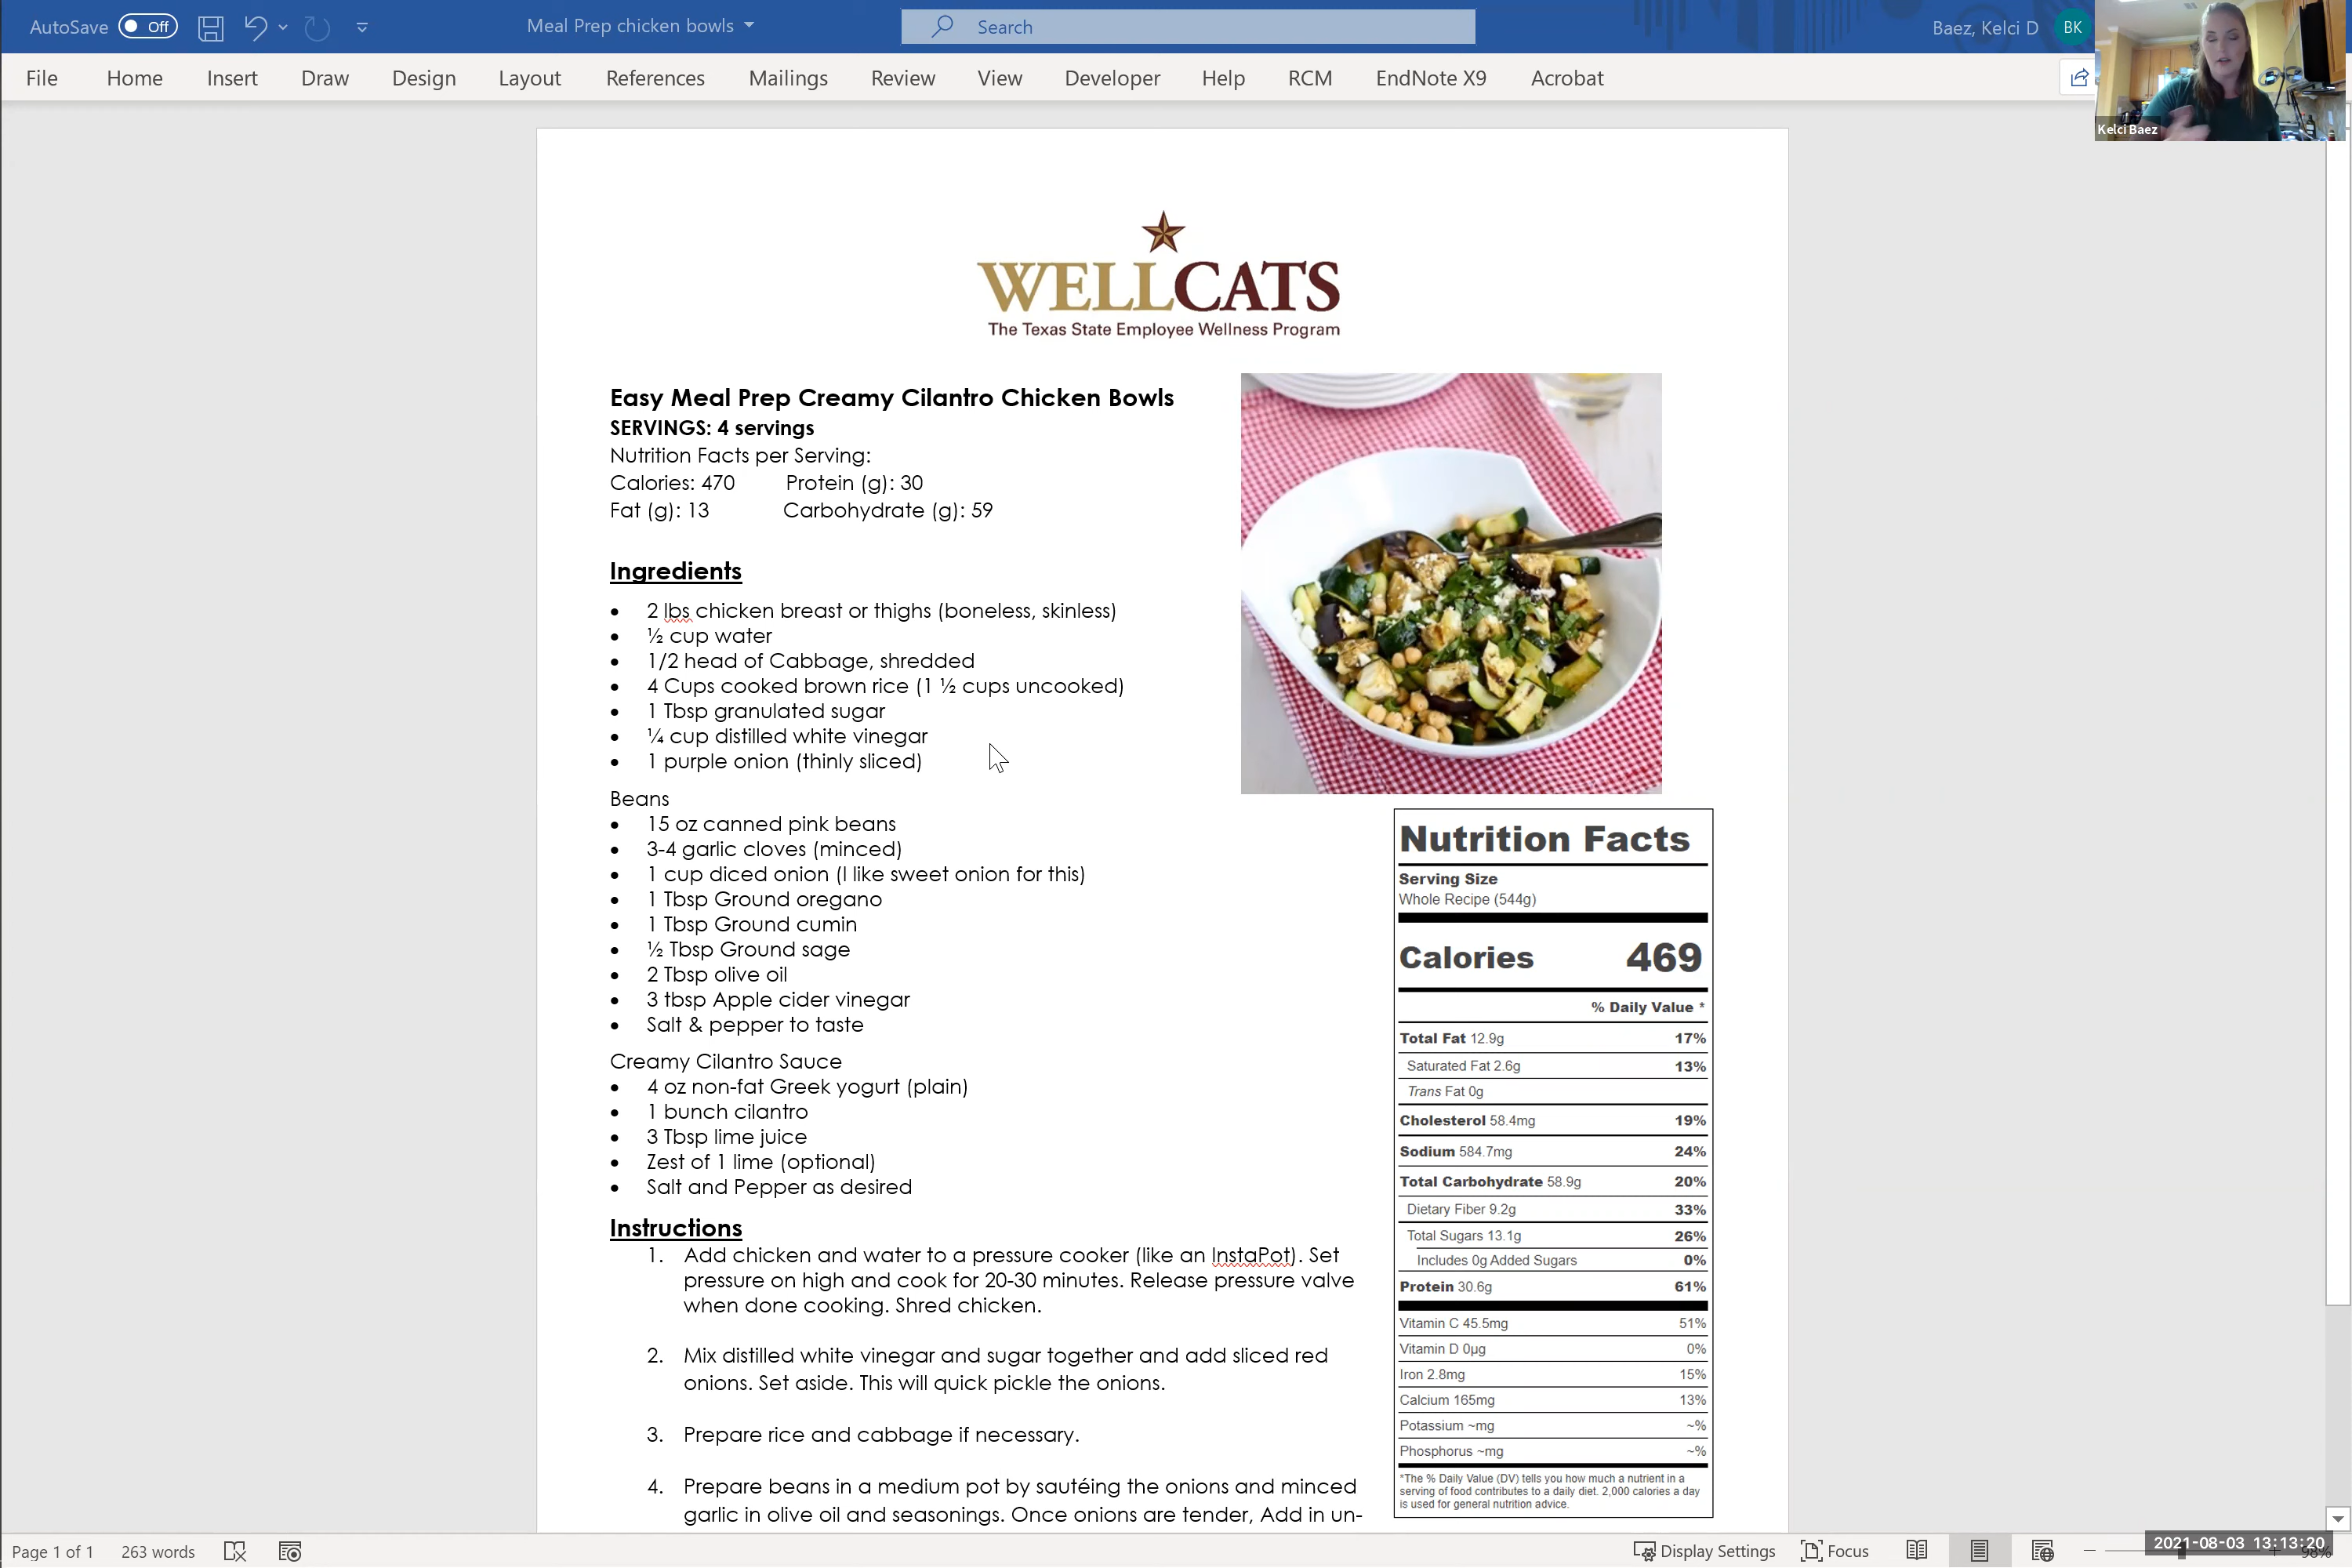 AutoSave Off Meal Prep chicken bowls Search Baez, Kelci D BK
File Home Insert Draw Design Layout References Mailings Review View Developer Help RCM EndNote X9 Acrobat
Kelci Baez
WELLCATS
The Texas State Employee Wellness Program
Easy Meal Prep Creamy Cilantro Chicken Bowls
SERVINGS: 4 servings
Nutrition Facts per Serving:
Calories: 470 Protein (g): 30
Fat (g): 13 Carbohydrate (g): 59
Ingredients
• 2 lbs chicken breast or thighs (boneless, skinless)
• ½ cup water
• 1/2 head of Cabbage, shredded
• 4 Cups cooked brown rice (1 ½ cups uncooked)
• 1 Tbsp granulated sugar
• ¼ cup distilled white vinegar
• 1 purple onion (thinly sliced)
Beans
• 15 oz canned pink beans
• 3-4 garlic cloves (minced)
• 1 cup diced onion (I like sweet onion for this)
• 1 Tbsp Ground oregano
• 1 Tbsp Ground cumin
• ½ Tbsp Ground sage
• 2 Tbsp olive oil
• 3 tbsp Apple cider vinegar
• Salt & pepper to taste
Creamy Cilantro Sauce
• 4 oz non-fat Greek yogurt (plain)
• 1 bunch cilantro
• 3 Tbsp lime juice
• Zest of 1 lime (optional)
• Salt and Pepper as desired
Instructions
1. Add chicken and water to a pressure cooker (like an InstaPot). Set
pressure on high and cook for 20-30 minutes. Release pressure valve
when done cooking. Shred chicken.
2. Mix distilled white vinegar and sugar together and add sliced red
onions. Set aside. This will quick pickle the onions.
3. Prepare rice and cabbage if necessary.
4. Prepare beans in a medium pot by sautéing the onions and minced
garlic in olive oil and seasonings. Once onions are tender, Add in un-
Nutrition Facts
Serving Size
Whole Recipe (544g)
Calories 469
% Daily Value *
Total Fat 12.9g 17%
Saturated Fat 2.6g 13%
Trans Fat 0g
Cholesterol 58.4mg 19%
Sodium 584.7mg 24%
Total Carbohydrate 58.9g 20%
Dietary Fiber 9.2g 33%
Total Sugars 13.1g 26%
Includes 0g Added Sugars 0%
Protein 30.6g 61%
Vitamin C 45.5mg 51%
Vitamin D 0µg 0%
Iron 2.8mg 15%
Calcium 165mg 13%
Potassium ~mg ~%
Phosphorus ~mg ~%
*The % Daily Value (DV) tells you how much a nutrient in a
serving of food contributes to a daily diet. 2,000 calories a day
is used for general nutrition advice.
Page 1 of 1 263 words Display Settings Focus 98%
2021-08-03 13:13:20